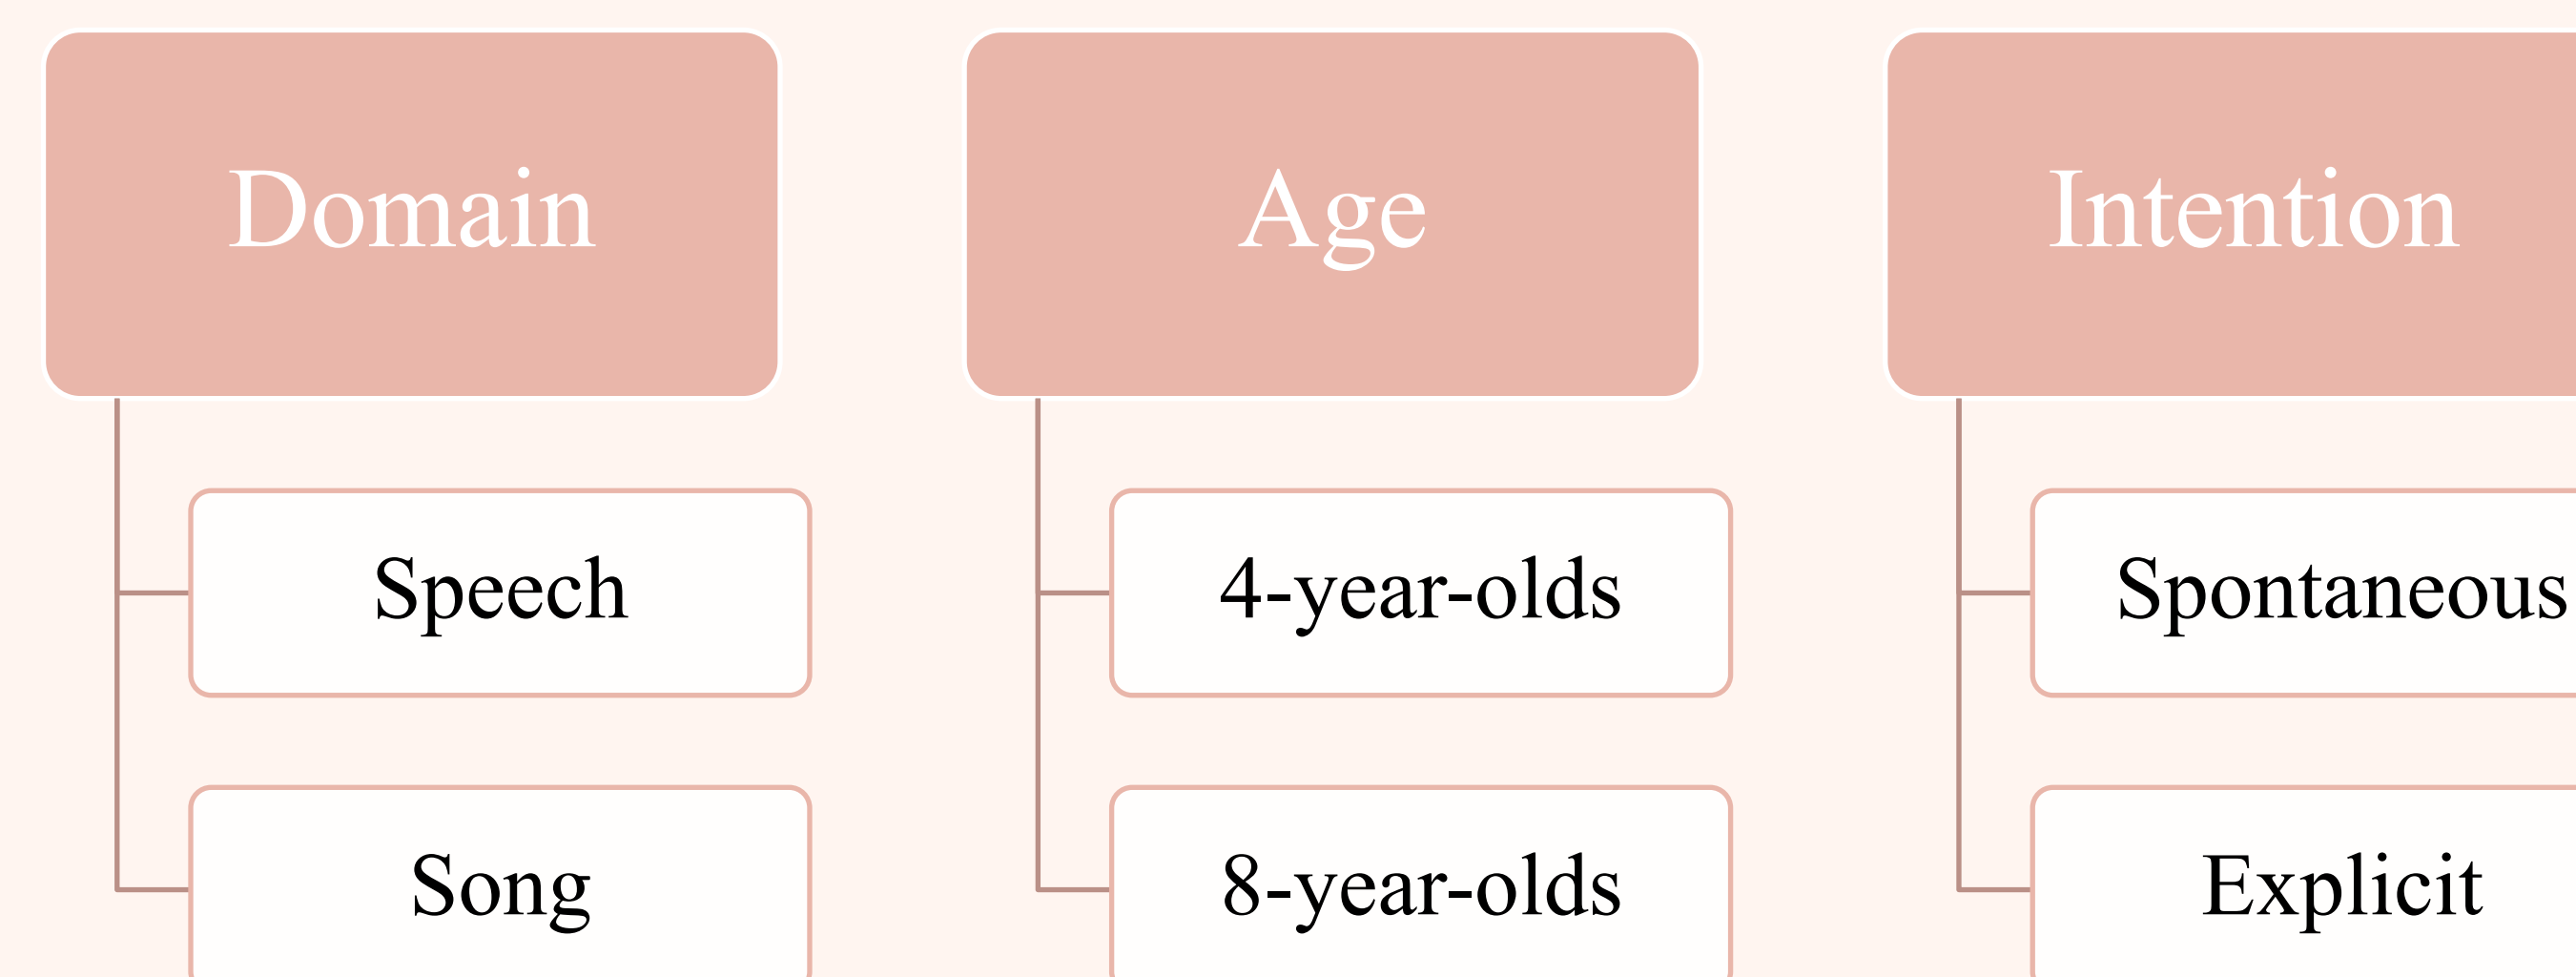 Domain
Speech
Song
Age
4-year-olds
8-year-olds
Intention
Spontaneous
Explicit